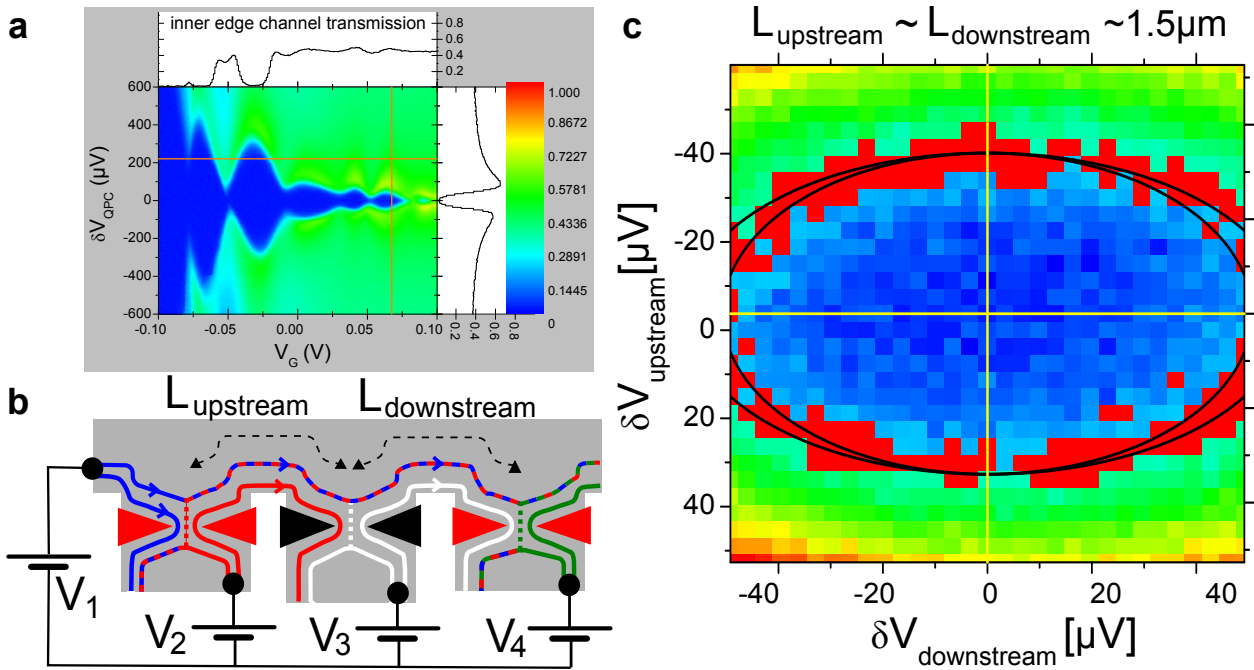 a
inner edge channel transmission
0.8
0.6
0.4
0.2
600
400
200
0
-200
-400
-600
δV_QPC (µV)
-0.10
-0.05
0.00
0.05
0.10
V_G (V)
0.2
0.4
0.6
0.8
1.000
0.8672
0.7227
0.5781
0.4336
0.2891
0.1445
0
b
L_upstream
L_downstream
V_1
V_2
V_3
V_4
c
L_upstream ~ L_downstream ~1.5µm
-40
-20
0
20
40
δV_upstream [µV]
-40
-20
0
20
40
δV_downstream [µV]